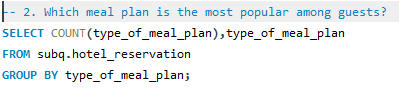 -- 2. Which meal plan is the most popular among guests?
SELECT COUNT(type_of_meal_plan),type_of_meal_plan
FROM subq.hotel_reservation
GROUP BY type_of_meal_plan;